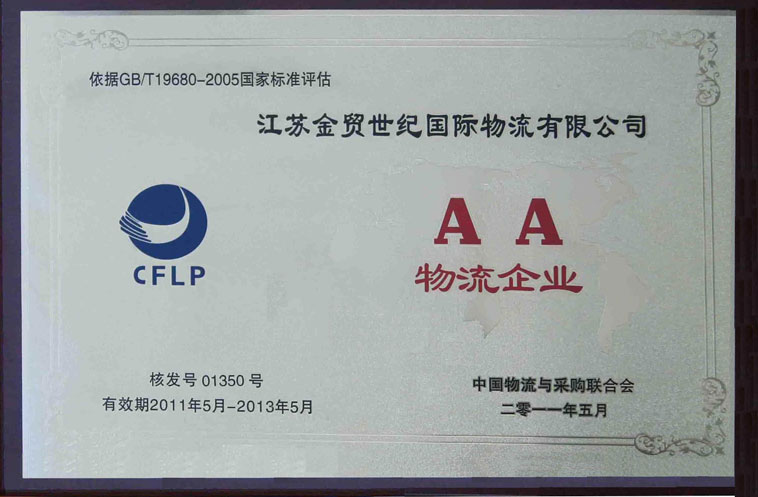 依据GB/T19680-2005国家标准评估
江苏金贸世纪国际物流有限公司
A A
CFLP
物流企业
核发号 01350 号
有效期2011年5月-2013年5月
中国物流与采购联合会
二零一一年五月